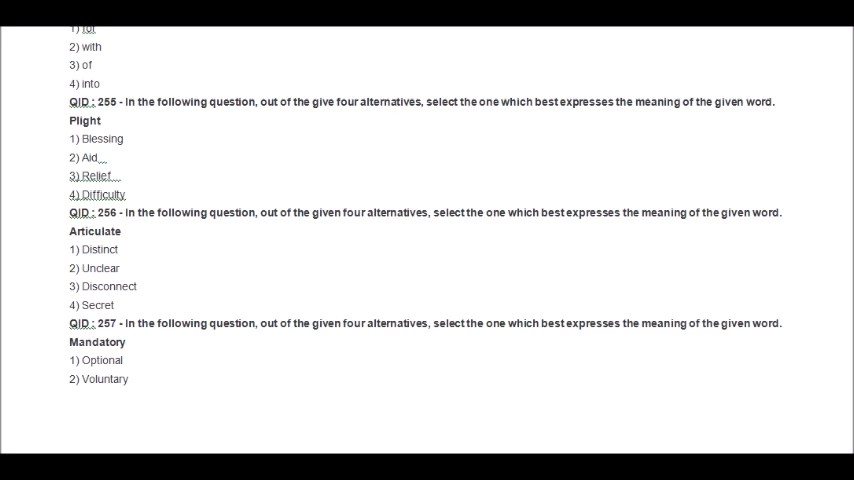 1) for
2) with
3) of
4) into
QID : 255 - In the following question, out of the give four alternatives, select the one which best expresses the meaning of the given word.
Plight
1) Blessing
2) Aid
3) Relief
4) Difficulty
QID : 256 - In the following question, out of the given four alternatives, select the one which best expresses the meaning of the given word.
Articulate
1) Distinct
2) Unclear
3) Disconnect
4) Secret
QID : 257 - In the following question, out of the given four alternatives, select the one which best expresses the meaning of the given word.
Mandatory
1) Optional
2) Voluntary